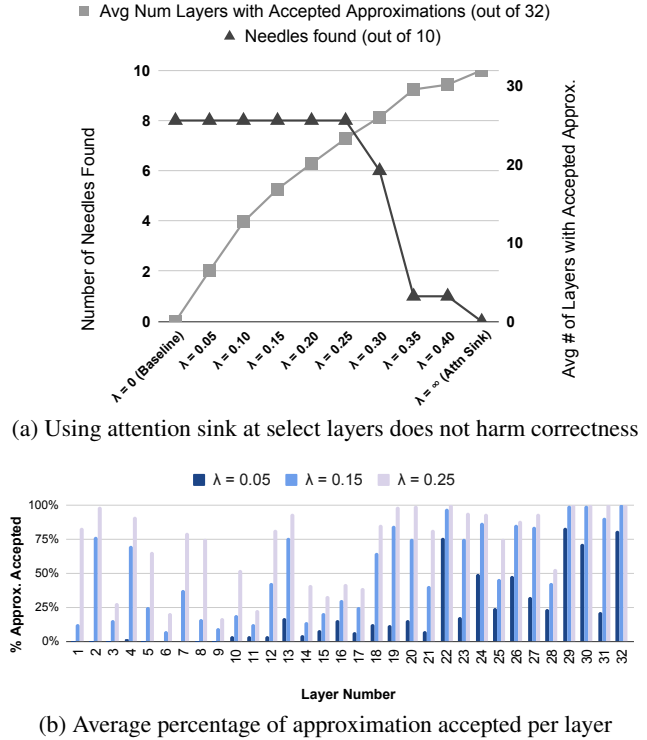 Avg Num Layers with Accepted Approximations (out of 32)
Needles found (out of 10)
Number of Needles Found
10
8
6
4
2
0
30
20
10
0
Avg # of Layers with Accepted Approx.
λ = 0 (Baseline)
λ = 0.05
λ = 0.10
λ = 0.15
λ = 0.20
λ = 0.25
λ = 0.30
λ = 0.35
λ = 0.40
λ = ∞ (Attn Sink)
(a) Using attention sink at select layers does not harm correctness
λ = 0.05 λ = 0.15 λ = 0.25
% Approx. Accepted
100%
75%
50%
25%
0%
1 2 3 4 5 6 7 8 9 10 11 12 13 14 15 16 17 18 19 20 21 22 23 24 25 26 27 28 29 30 31 32
Layer Number
(b) Average percentage of approximation accepted per layer